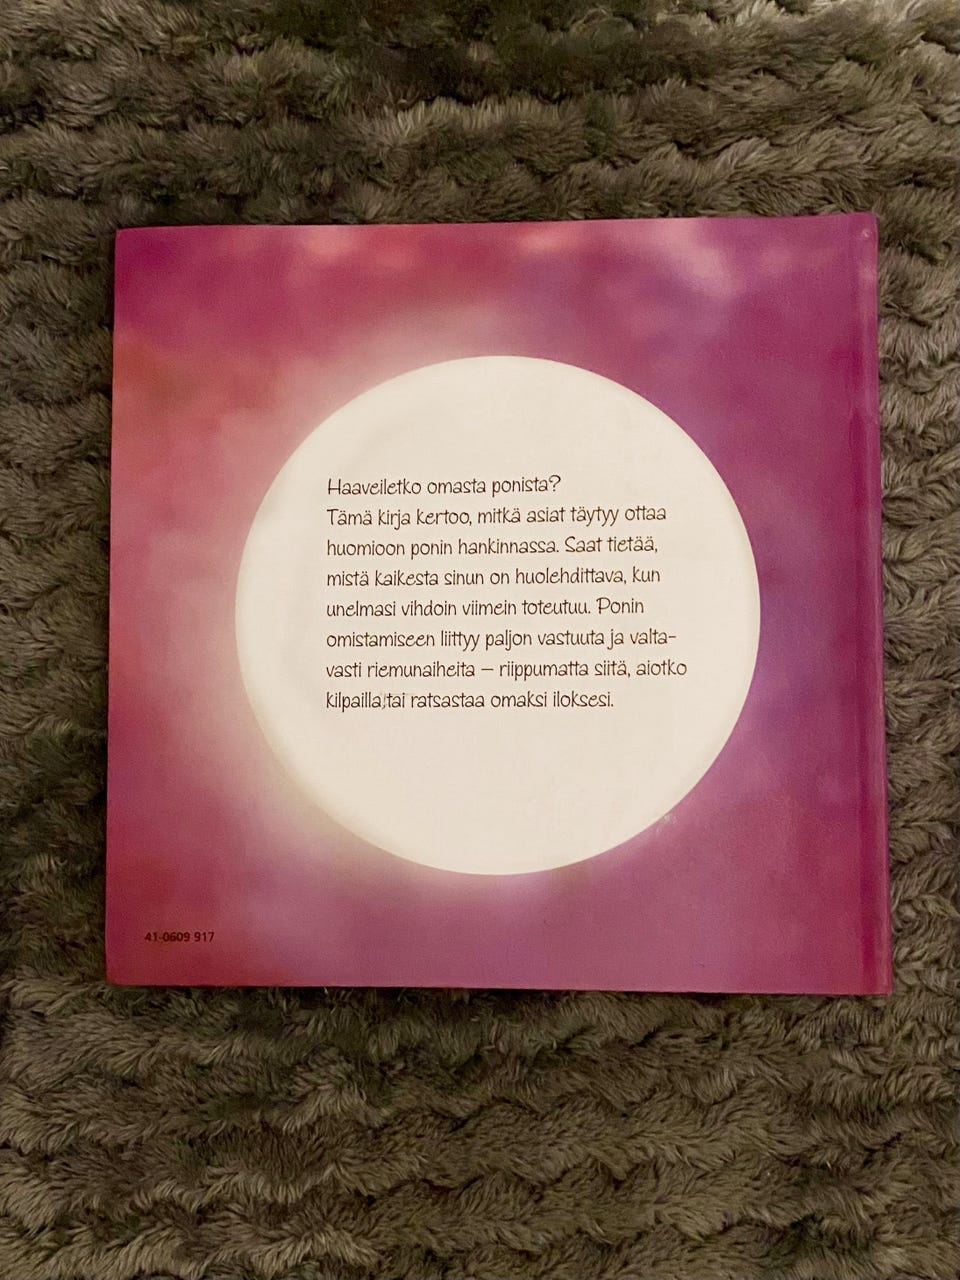 Haaveiletko omasta ponista?
Tämä kirja kertoo, mitkä asiat täytyy ottaa
huomioon ponin hankinnassa. Saat tietää,
mistä kaikesta sinun on huolehdittava, kun
unelmasi vihdoin viimein toteutuu. Ponin
omistamiseen liittyy paljon vastuuta ja valta-
vasti riemunaiheita – riippumatta siitä, aiotko
kilpailla tai ratsastaa omaksi iloksesi.
41-0609 917